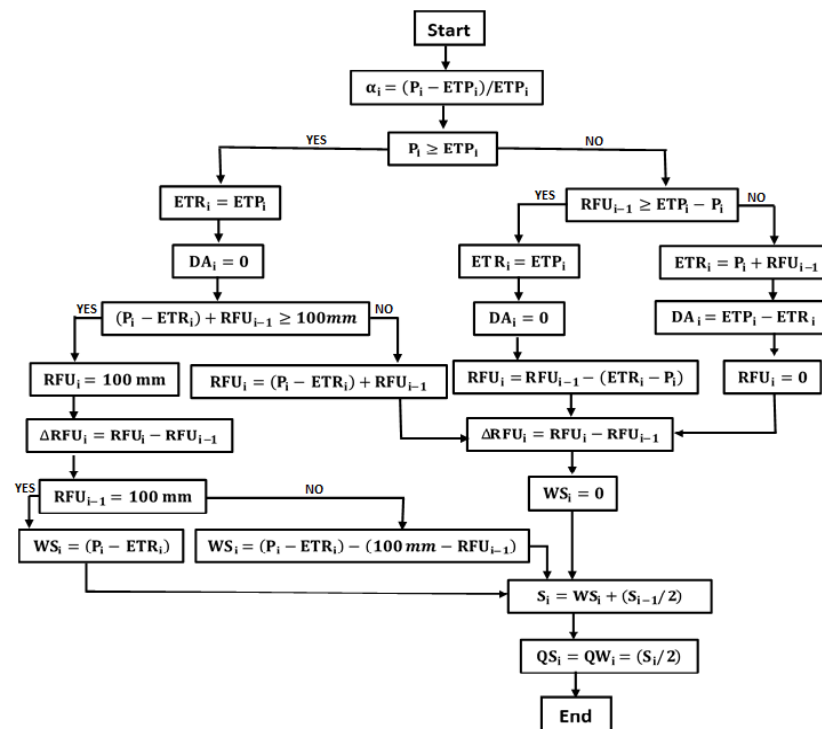 Start
αᵢ = (Pᵢ − ETPᵢ)/ETPᵢ
YES
NO
Pᵢ ≥ ETPᵢ
ETRᵢ = ETPᵢ
YES
RFUᵢ₋₁ ≥ ETPᵢ − Pᵢ
NO
DAᵢ = 0
ETRᵢ = ETPᵢ
ETRᵢ = Pᵢ + RFUᵢ₋₁
YES
(Pᵢ − ETRᵢ) + RFUᵢ₋₁ ≥ 100mm
NO
DAᵢ = 0
DAᵢ = ETPᵢ − ETRᵢ
RFUᵢ = 100 mm
RFUᵢ = (Pᵢ − ETRᵢ) + RFUᵢ₋₁
RFUᵢ = RFUᵢ₋₁ − (ETRᵢ − Pᵢ)
RFUᵢ = 0
ΔRFUᵢ = RFUᵢ − RFUᵢ₋₁
ΔRFUᵢ = RFUᵢ − RFUᵢ₋₁
YES
RFUᵢ₋₁ = 100 mm
NO
WSᵢ = 0
WSᵢ = (Pᵢ − ETRᵢ)
WSᵢ = (Pᵢ − ETRᵢ) − (100 mm − RFUᵢ₋₁)
Sᵢ = WSᵢ + (Sᵢ₋₁/2)
QSᵢ = QWᵢ = (Sᵢ/2)
End